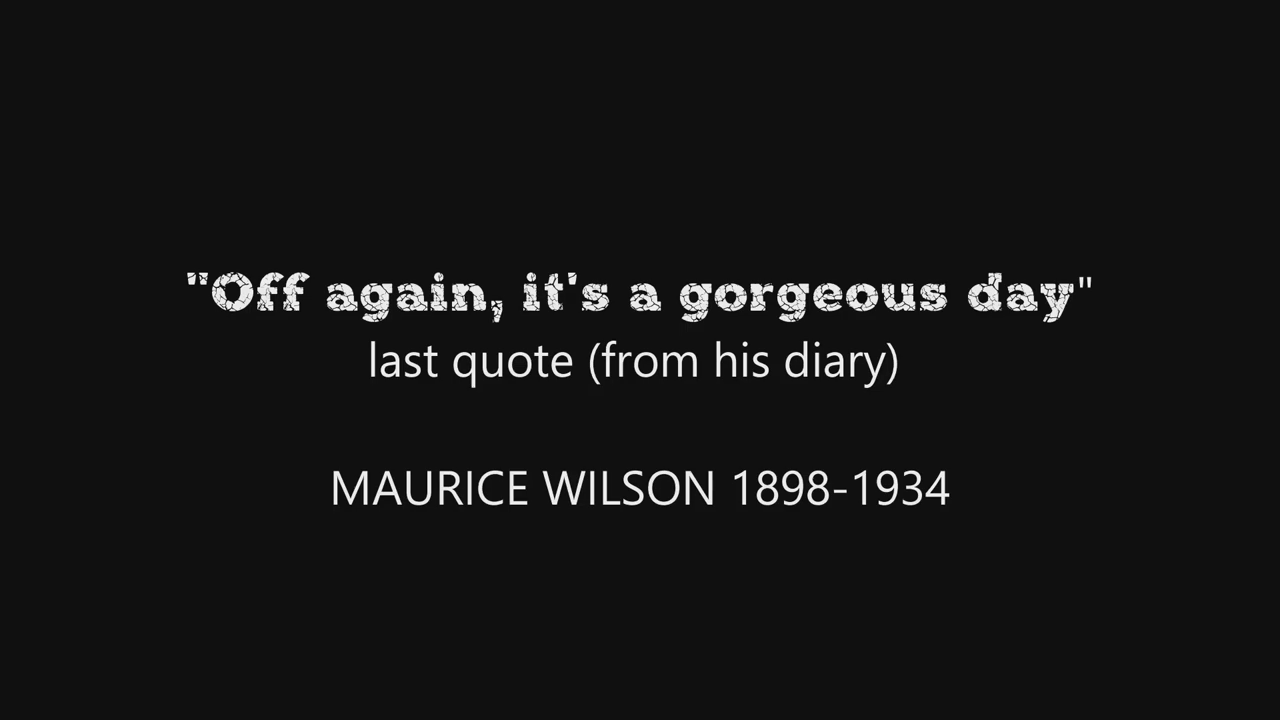 "Off again, it's a gorgeous day"
last quote (from his diary)
MAURICE WILSON 1898-1934